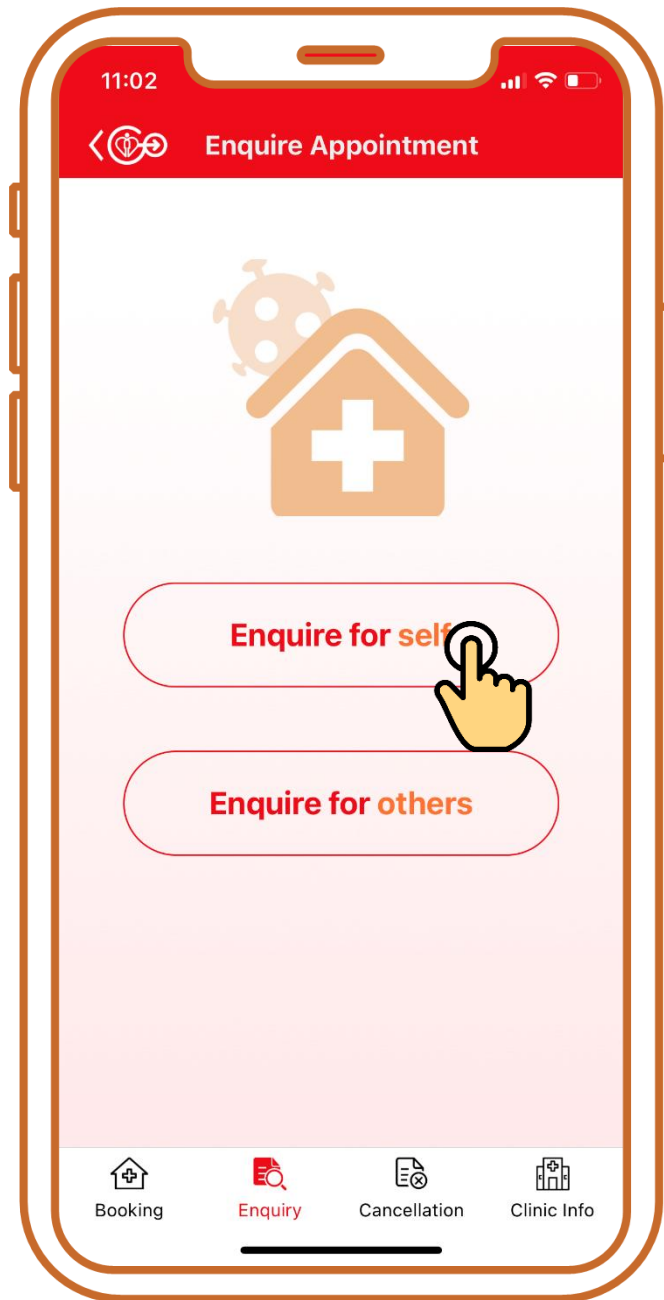 11:02
Enquire Appointment
Enquire for self
Enquire for others
Booking Enquiry Cancellation Clinic Info